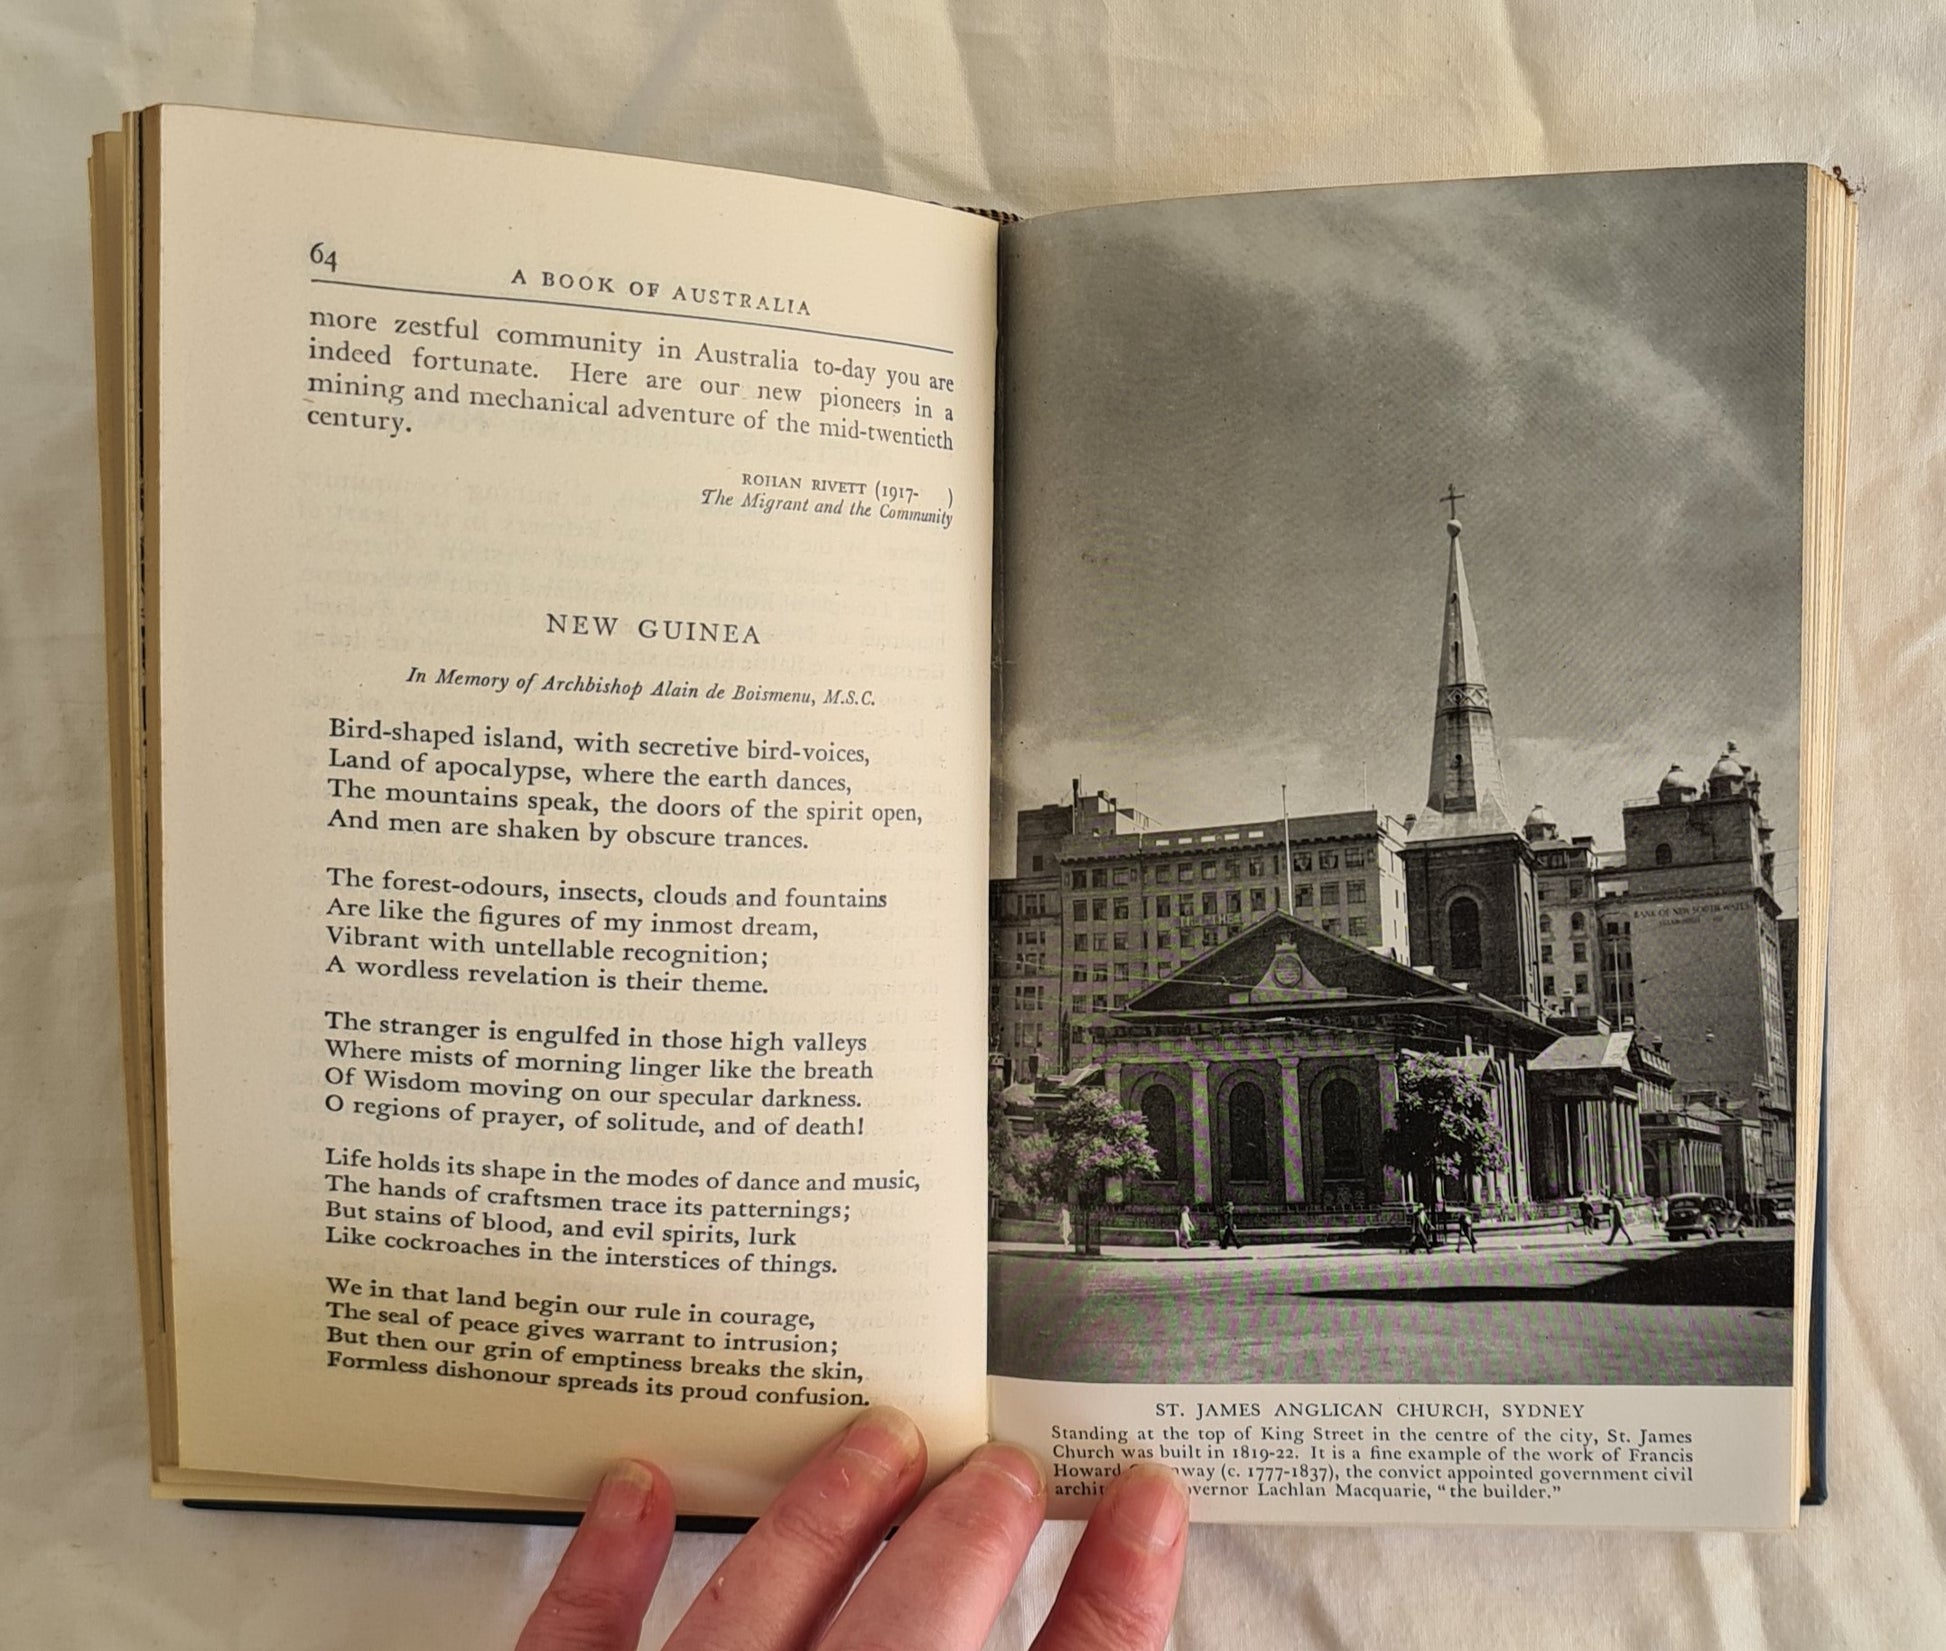 64
A BOOK OF AUSTRALIA
more zestful community in Australia to-day you are
indeed fortunate. Here are our new pioneers in a
mining and mechanical adventure of the mid-twentieth
century.
ROHAN RIVETT (1917- )
The Migrant and the Community
NEW GUINEA
In Memory of Archbishop Alain de Boismenu, M.S.C.
Bird-shaped island, with secretive bird-voices,
Land of apocalypse, where the earth dances,
The mountains speak, the doors of the spirit open,
And men are shaken by obscure trances.
The forest-odours, insects, clouds and fountains
Are like the figures of my inmost dream,
Vibrant with untellable recognition;
A wordless revelation is their theme.
The stranger is engulfed in those high valleys
Where mists of morning linger like the breath
Of Wisdom moving on our specular darkness.
O regions of prayer, of solitude, and of death!
Life holds its shape in the modes of dance and music,
The hands of craftsmen trace its patternings;
But stains of blood, and evil spirits, lurk
Like cockroaches in the interstices of things.
We in that land begin our rule in courage,
The seal of peace gives warrant to intrusion;
But then our grin of emptiness breaks the skin,
Formless dishonour spreads its proud confusion.
BANK OF NEW SOUTH WALES
ST. JAMES ANGLICAN CHURCH, SYDNEY
Standing at the top of King Street in the centre of the city, St. James
Church was built in 1819-22. It is a fine example of the work of Francis
Howard (c. 1777-1837), the convict appointed government civil
Lachlan Macquarie, "the builder."